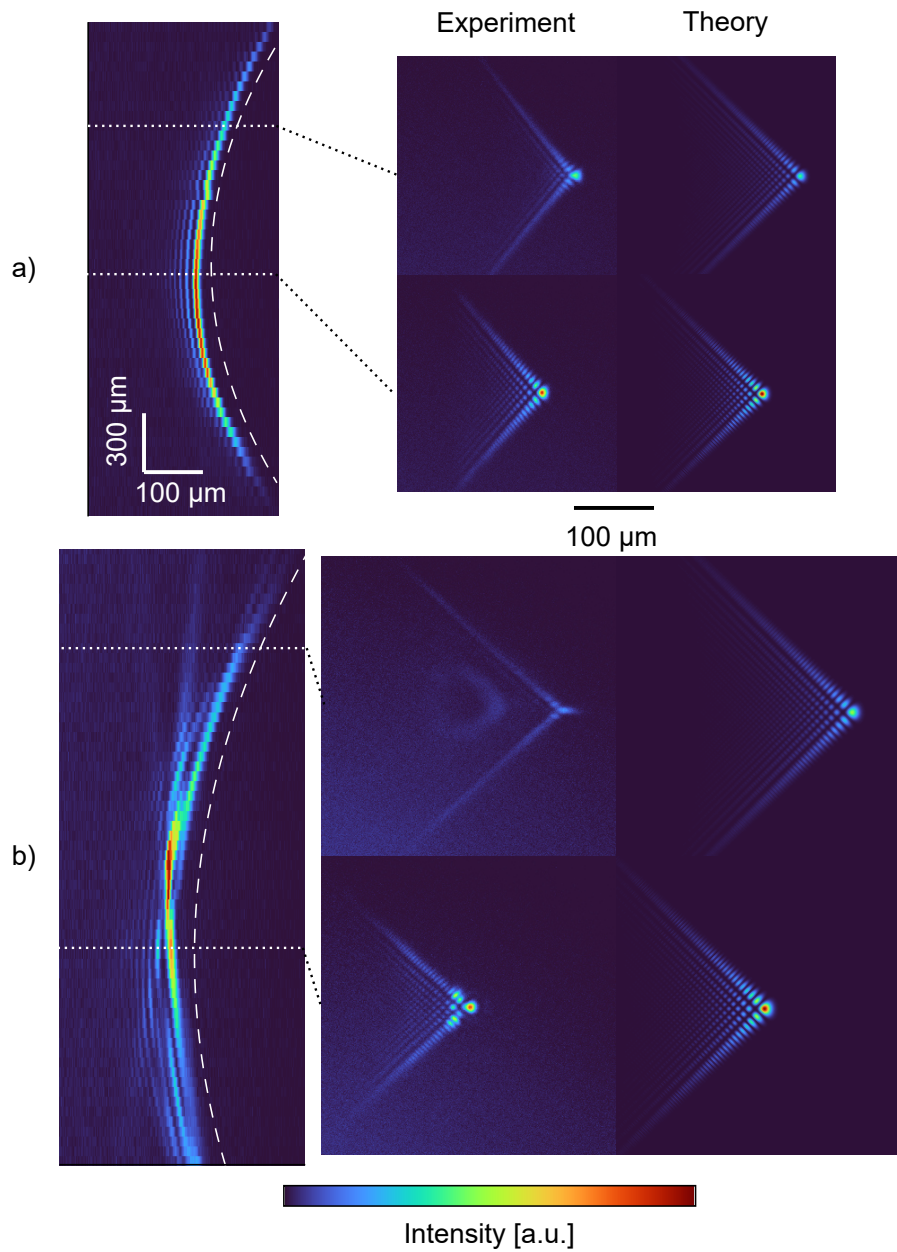 Experiment Theory
a)
300 µm
100 µm
100 µm
b)
Intensity [a.u.]